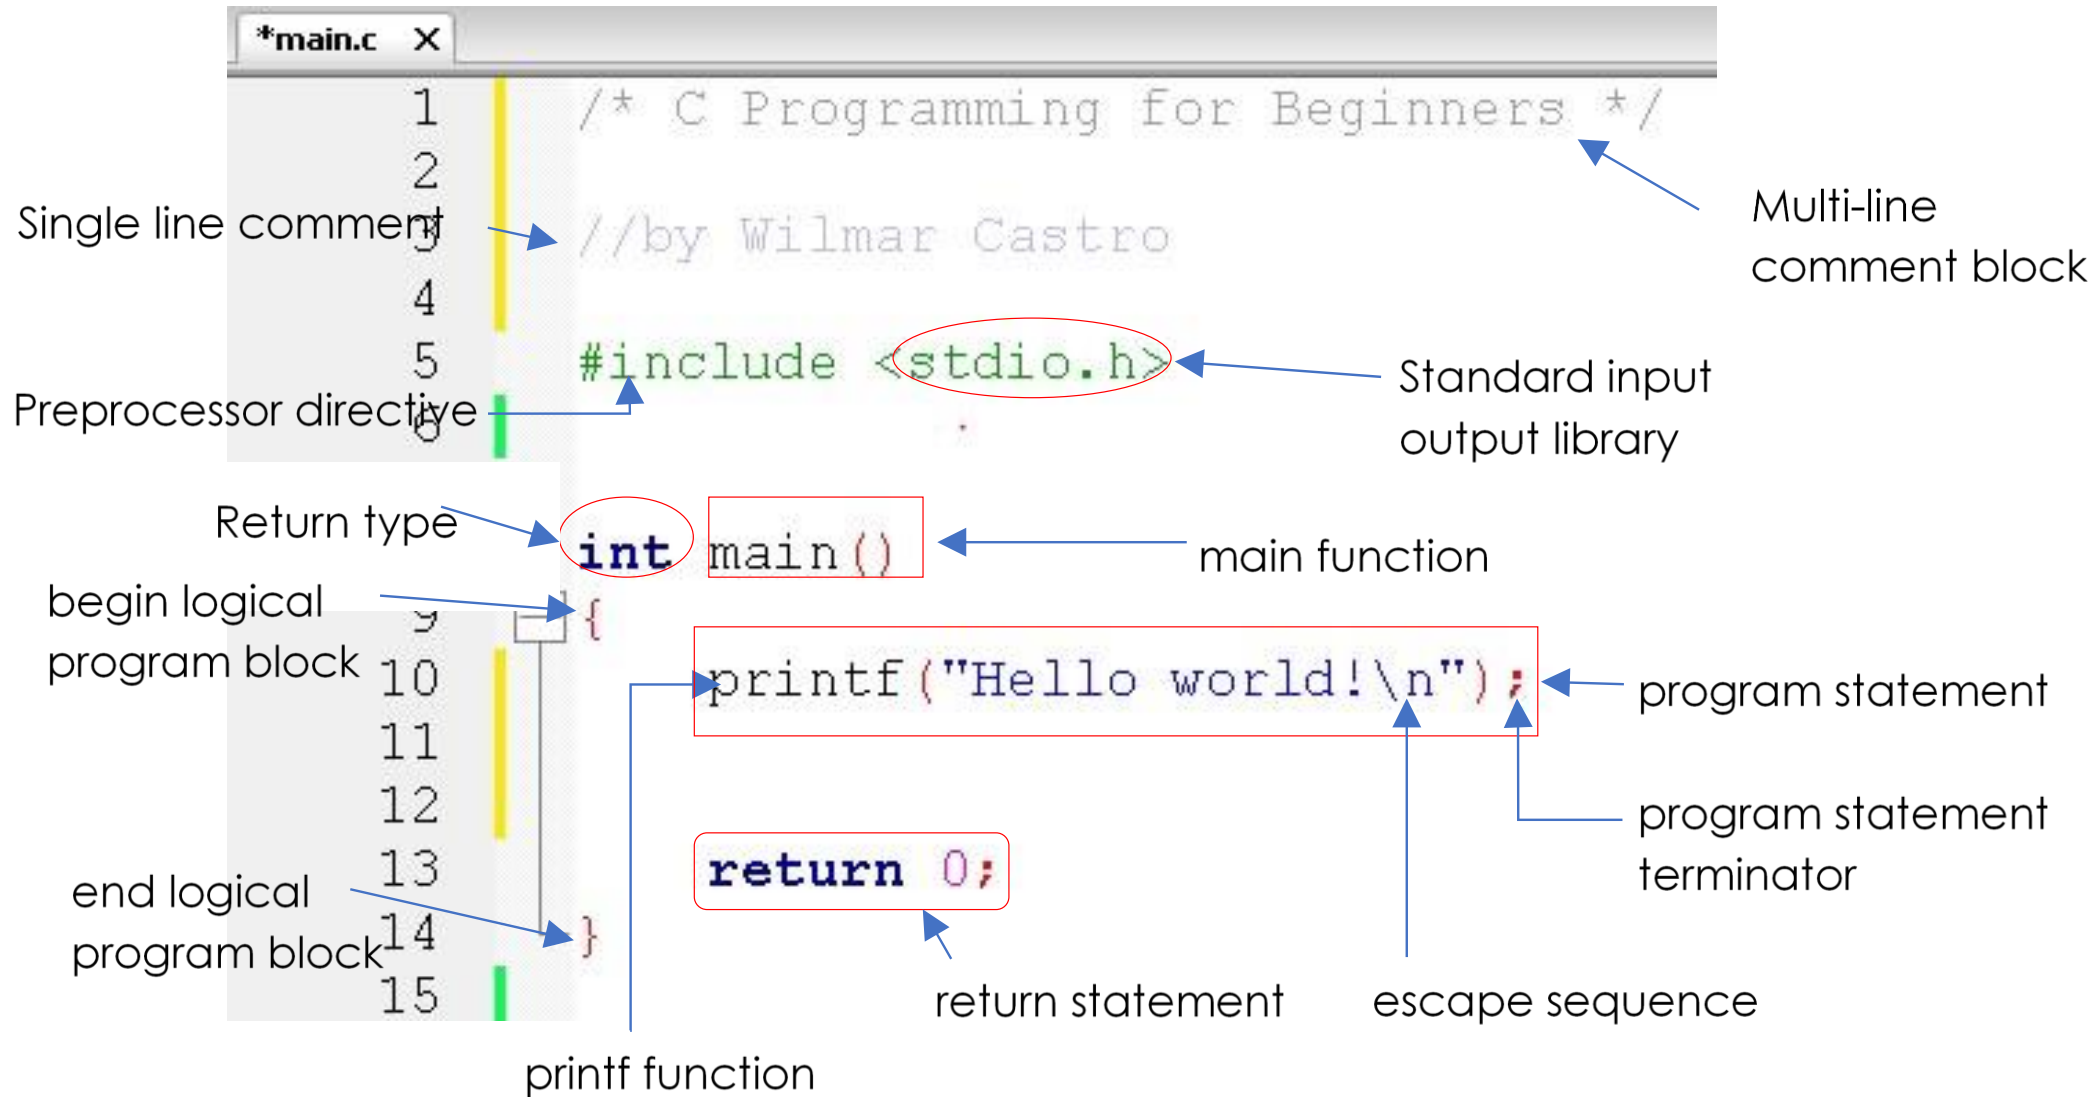 *main.c X
1 /* C Programming for Beginners */
2
Single line comment 3 //by Wilmar Castro
Multi-line
comment block
4
5 #include <stdio.h>
Standard input
output library
Preprocessor directive 6
Return type int main() main function
begin logical
program block
9 {
10 printf("Hello world!\n"); program statement
11
12
program statement
terminator
13 return 0;
end logical
program block
14 }
15
return statement
escape sequence
printf function